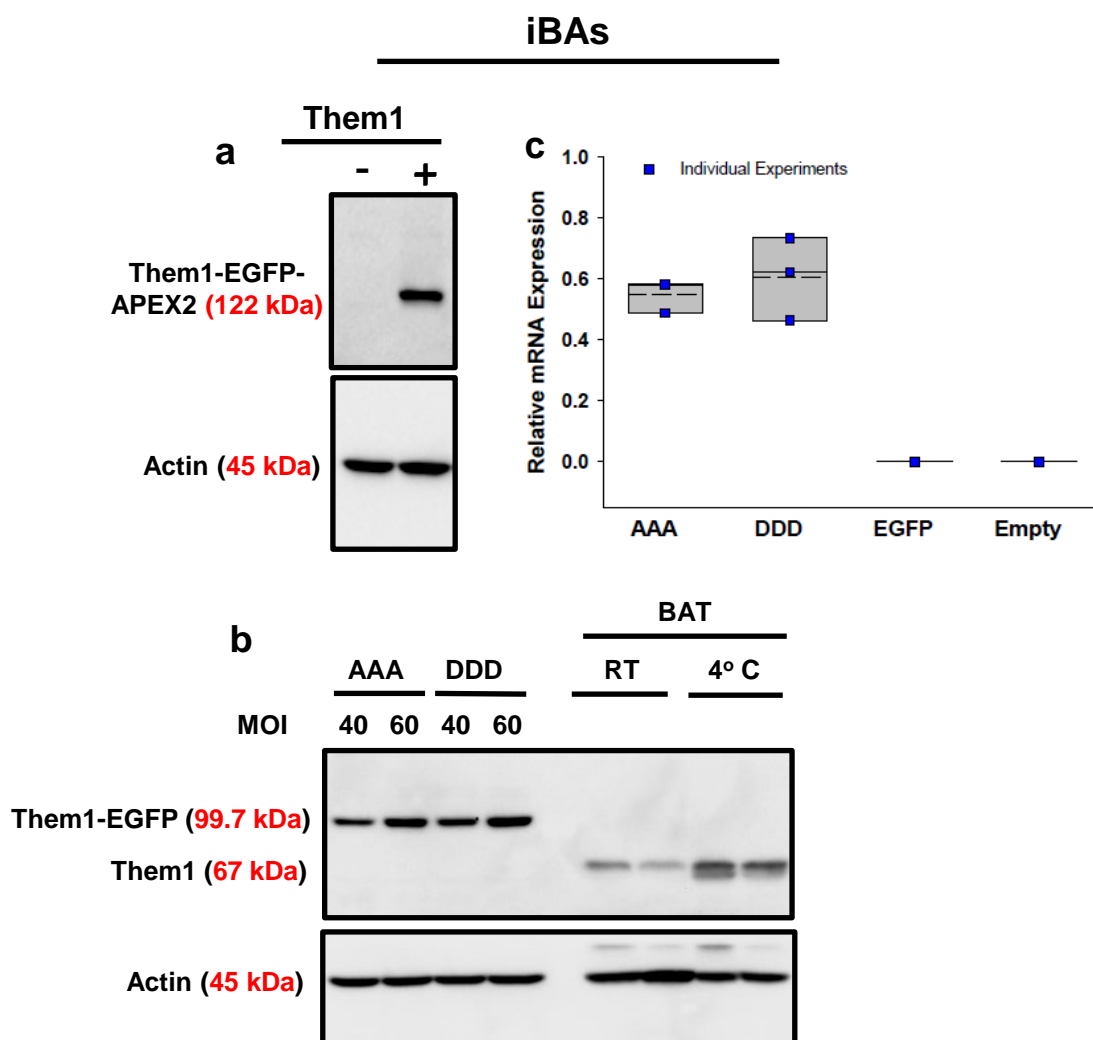 iBAs
a
Them1
- +
Them1-EGFP-
APEX2 (122 kDa)
Actin (45 kDa)
c
Relative mRNA Expression
1.0
0.8
0.6
0.4
0.2
0.0
Individual Experiments
AAA DDD EGFP Empty
b
BAT
AAA DDD RT 4º C
MOI 40 60 40 60
Them1-EGFP (99.7 kDa)
Them1 (67 kDa)
Actin (45 kDa)